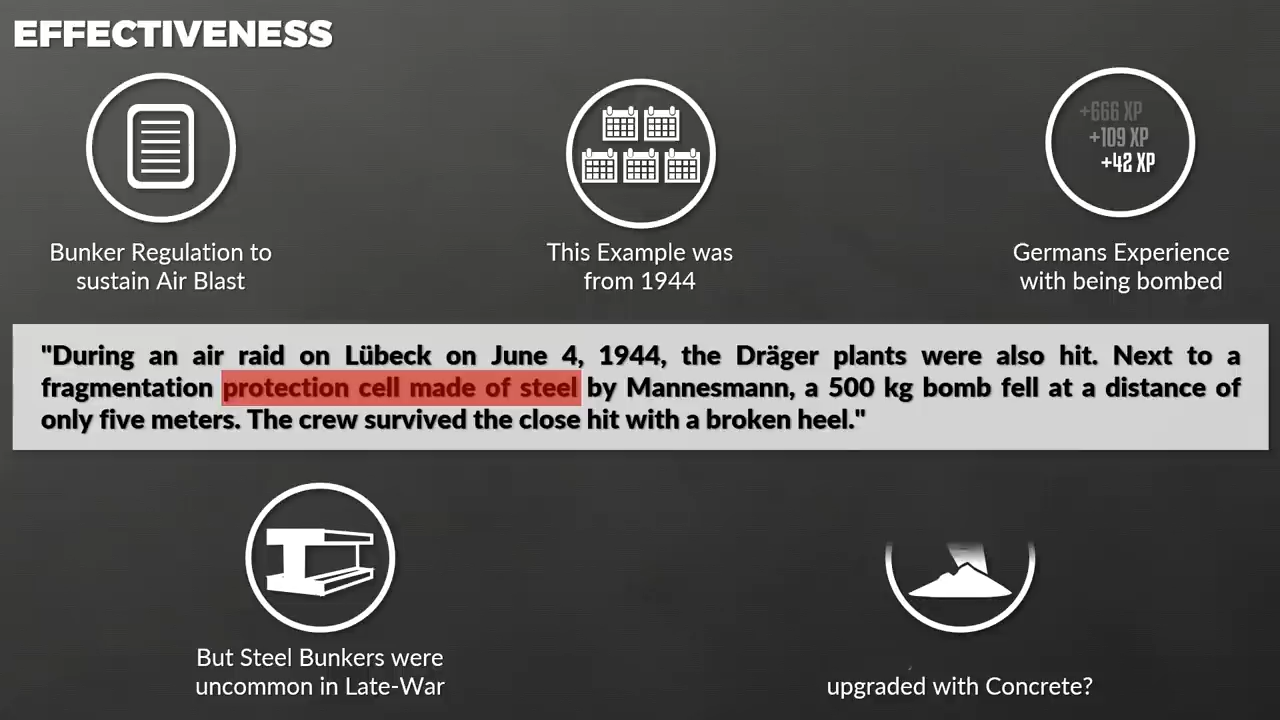 EFFECTIVENESS
+666 XP
+109 XP
+42 XP
Bunker Regulation to
sustain Air Blast
This Example was
from 1944
Germans Experience
with being bombed
"During an air raid on Lübeck on June 4, 1944, the Dräger plants were also hit. Next to a
fragmentation protection cell made of steel by Mannesmann, a 500 kg bomb fell at a distance of
only five meters. The crew survived the close hit with a broken heel."
But Steel Bunkers were
uncommon in Late-War
upgraded with Concrete?